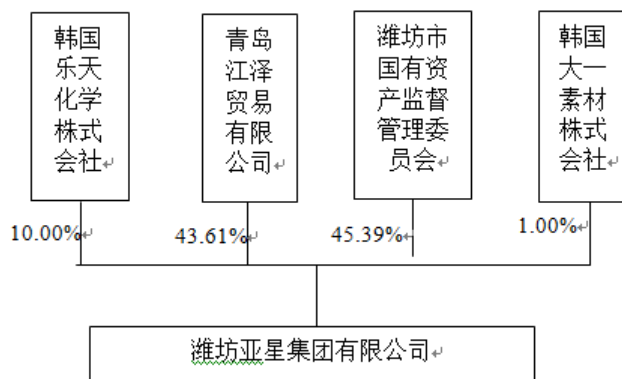 韩国
乐天
化学
株式
会社
青岛
江泽
贸易
有限
公司
潍坊市
国有资
产监督
管理委
员会
韩国
大一
素材
株式
会社
10.00%
43.61%
45.39%
1.00%
潍坊亚星集团有限公司